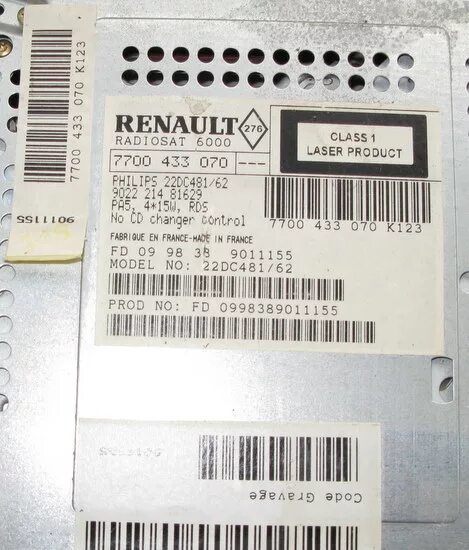 7700 433 070 K123
9011155
RENAULT 276
RADIOSAT 6000
7700 433 070 ---
CLASS 1
LASER PRODUCT
PHILIPS 22DC481/62
9022 214 81629
PA5, 4*15W, RDS
No CD changer control
7700 433 070 K123
FABRIQUE EN FRANCE-MADE IN FRANCE
FD 09 98 38 9011155
MODEL NO: 22DC481/62
PROD NO: FD 0998389011155
Code Gravage